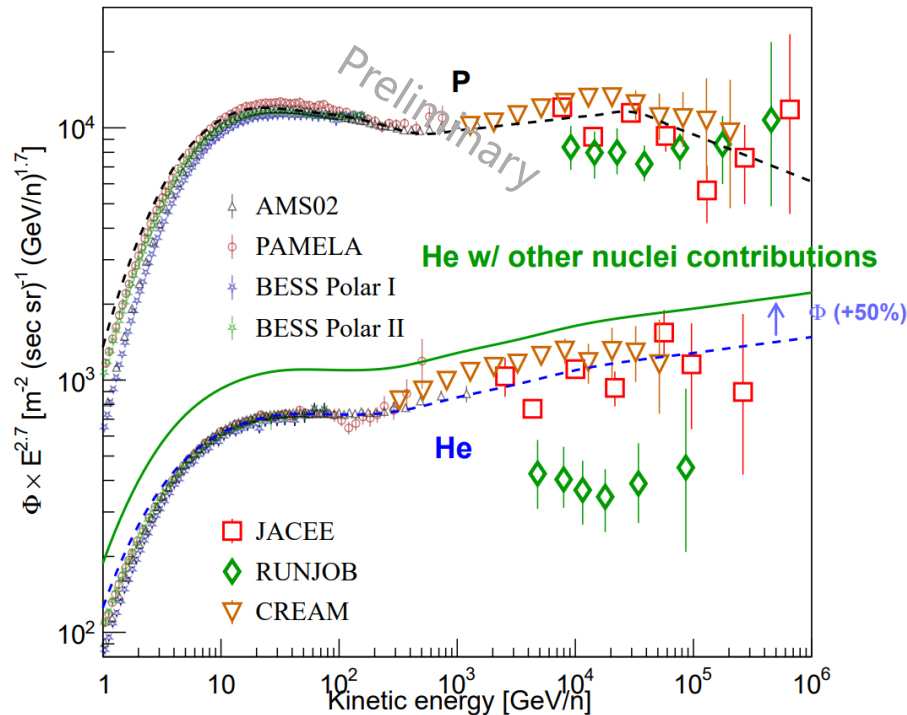 Φ × E^2.7 [m^-2 (sec sr)^-1 (GeV/n)^1.7]
10^4
10^3
10^2
Preliminary
P
AMS02
PAMELA
BESS Polar I
BESS Polar II
He w/ other nuclei contributions
Φ (+50%)
He
JACEE
RUNJOB
CREAM
1 10 10^2 10^3 10^4 10^5 10^6
Kinetic energy [GeV/n]